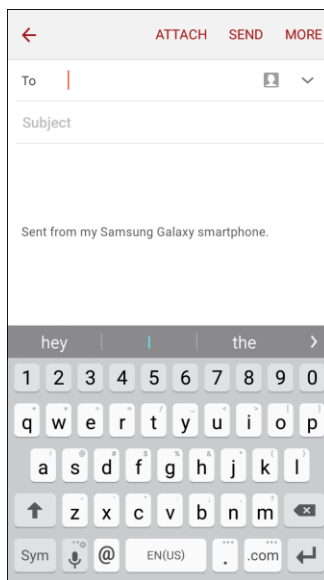 ATTACH SEND MORE
To
Subject
Sent from my Samsung Galaxy smartphone.
hey I the
1 2 3 4 5 6 7 8 9 0
q w e r t y u i o p
a s d f g h j k l
z x c v b n m
Sym @ EN(US) . .com